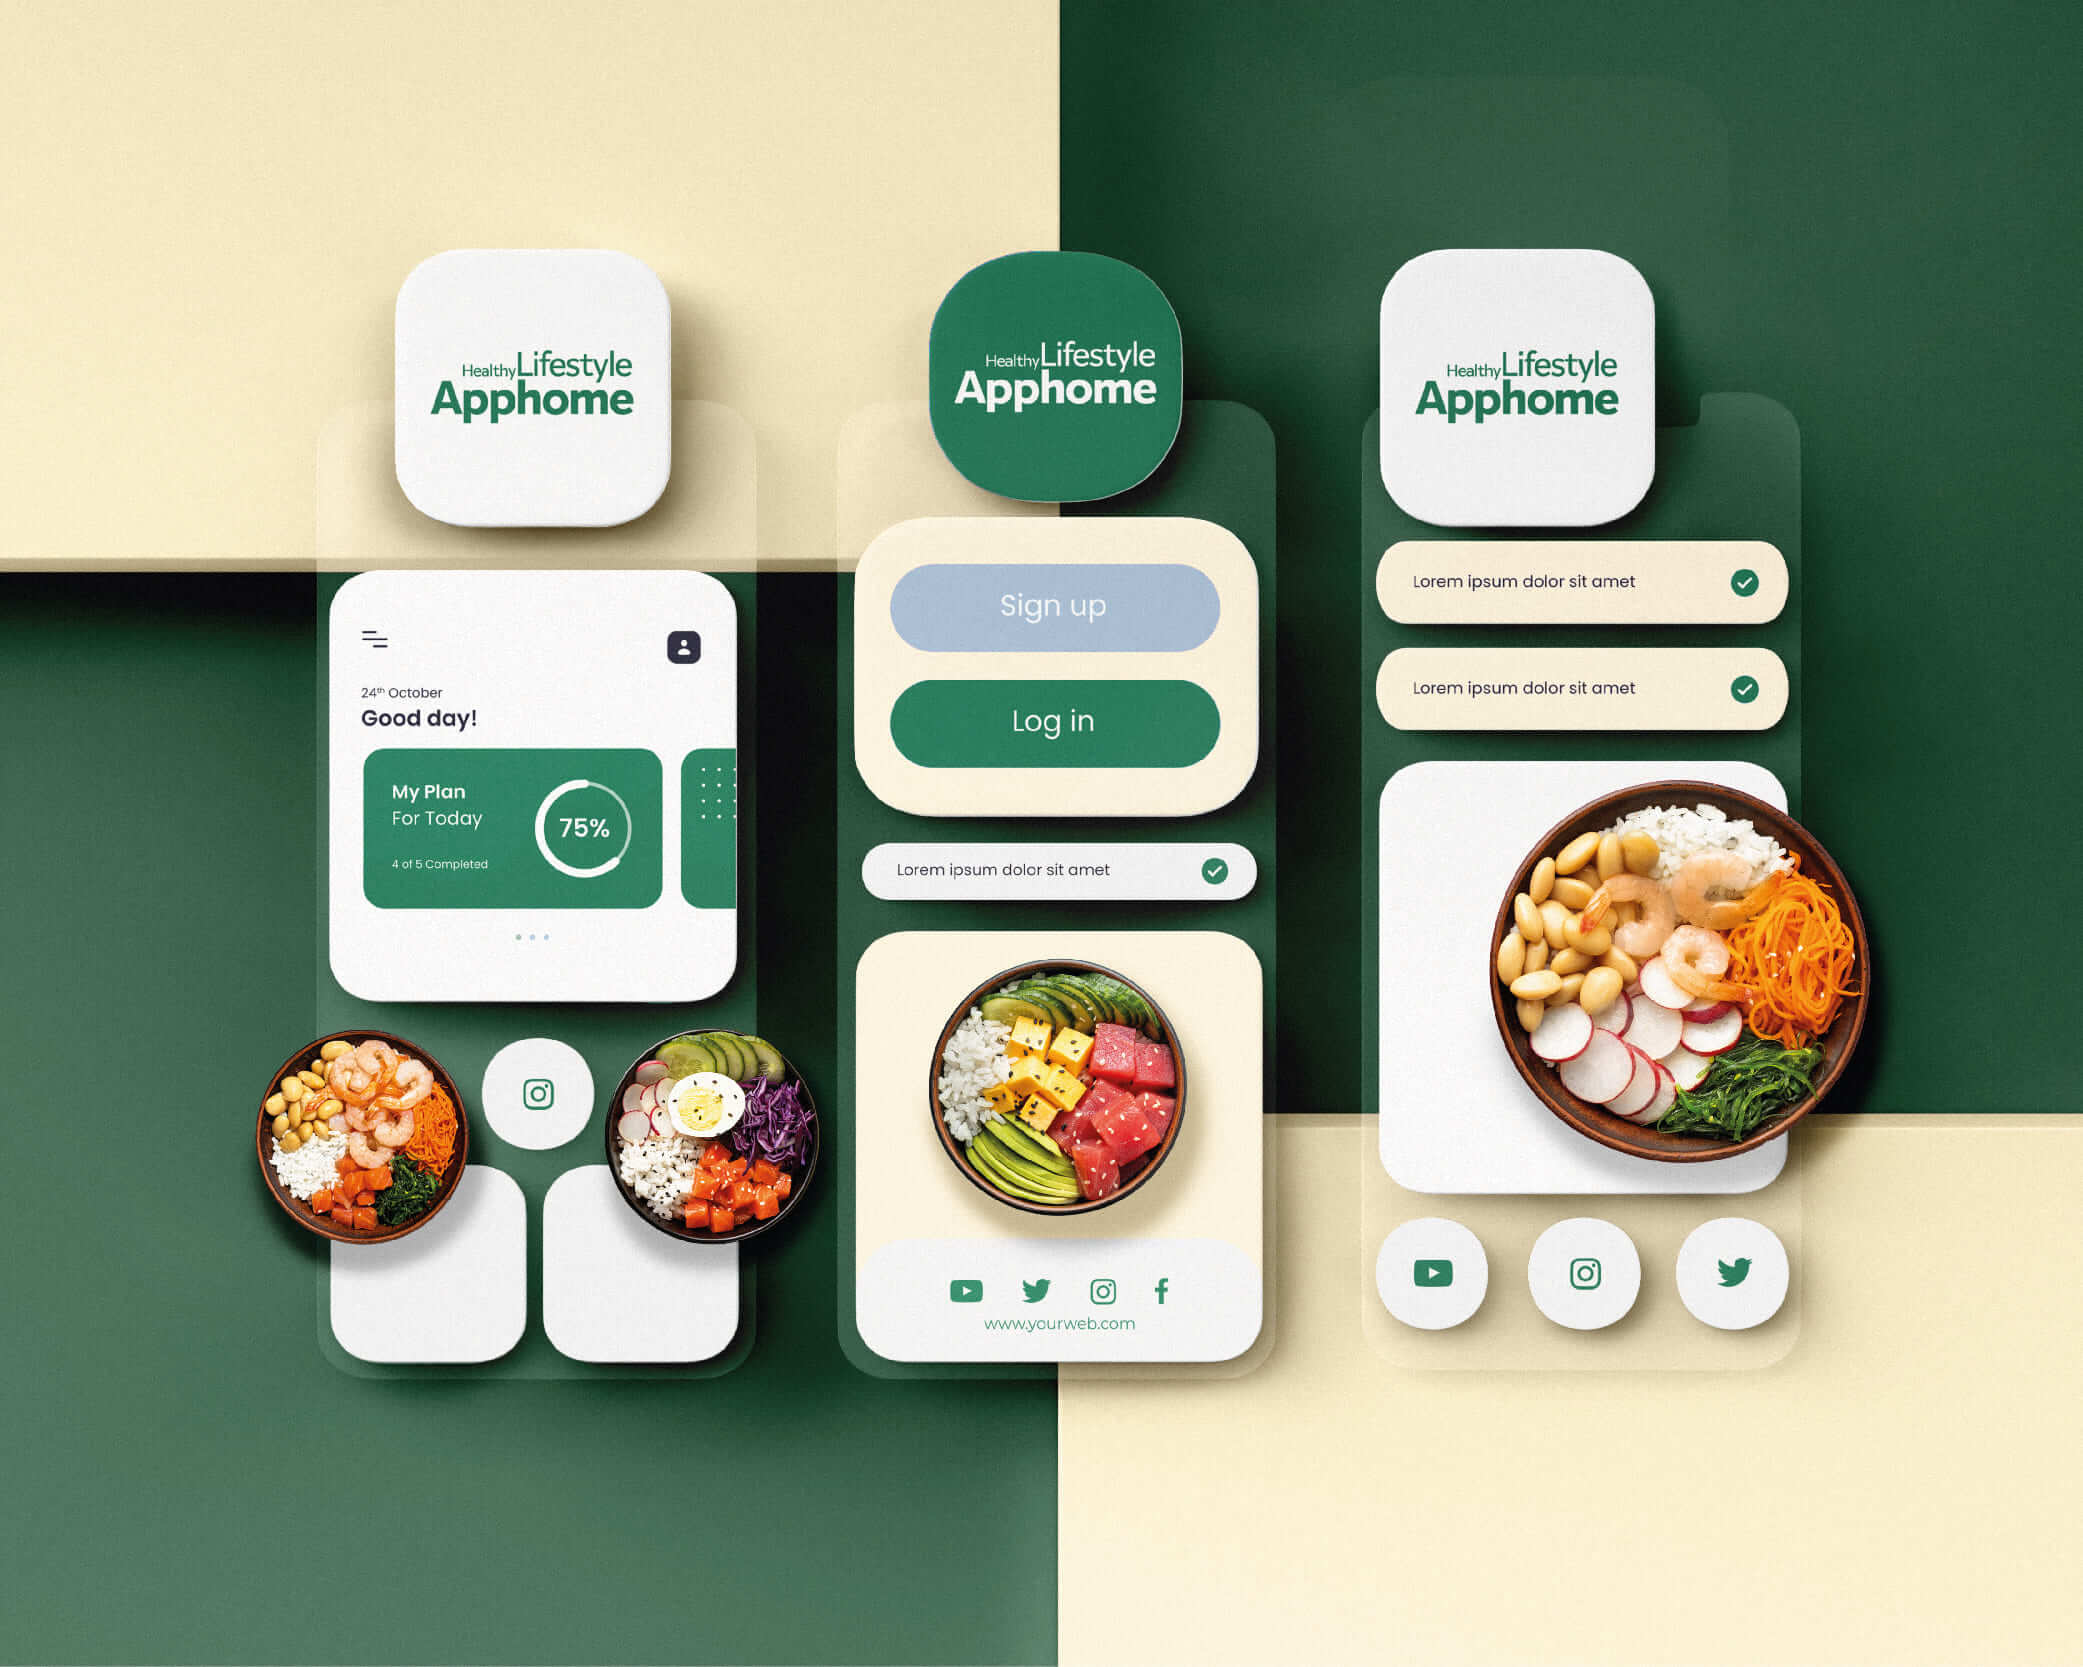 Healthy Lifestyle
Apphome
24th October
Good day!
My Plan
For Today
75%
4 of 5 Completed
Healthy Lifestyle
Apphome
Sign up
Log in
Lorem ipsum dolor sit amet
www.yourweb.com
Healthy Lifestyle
Apphome
Lorem ipsum dolor sit amet
Lorem ipsum dolor sit amet